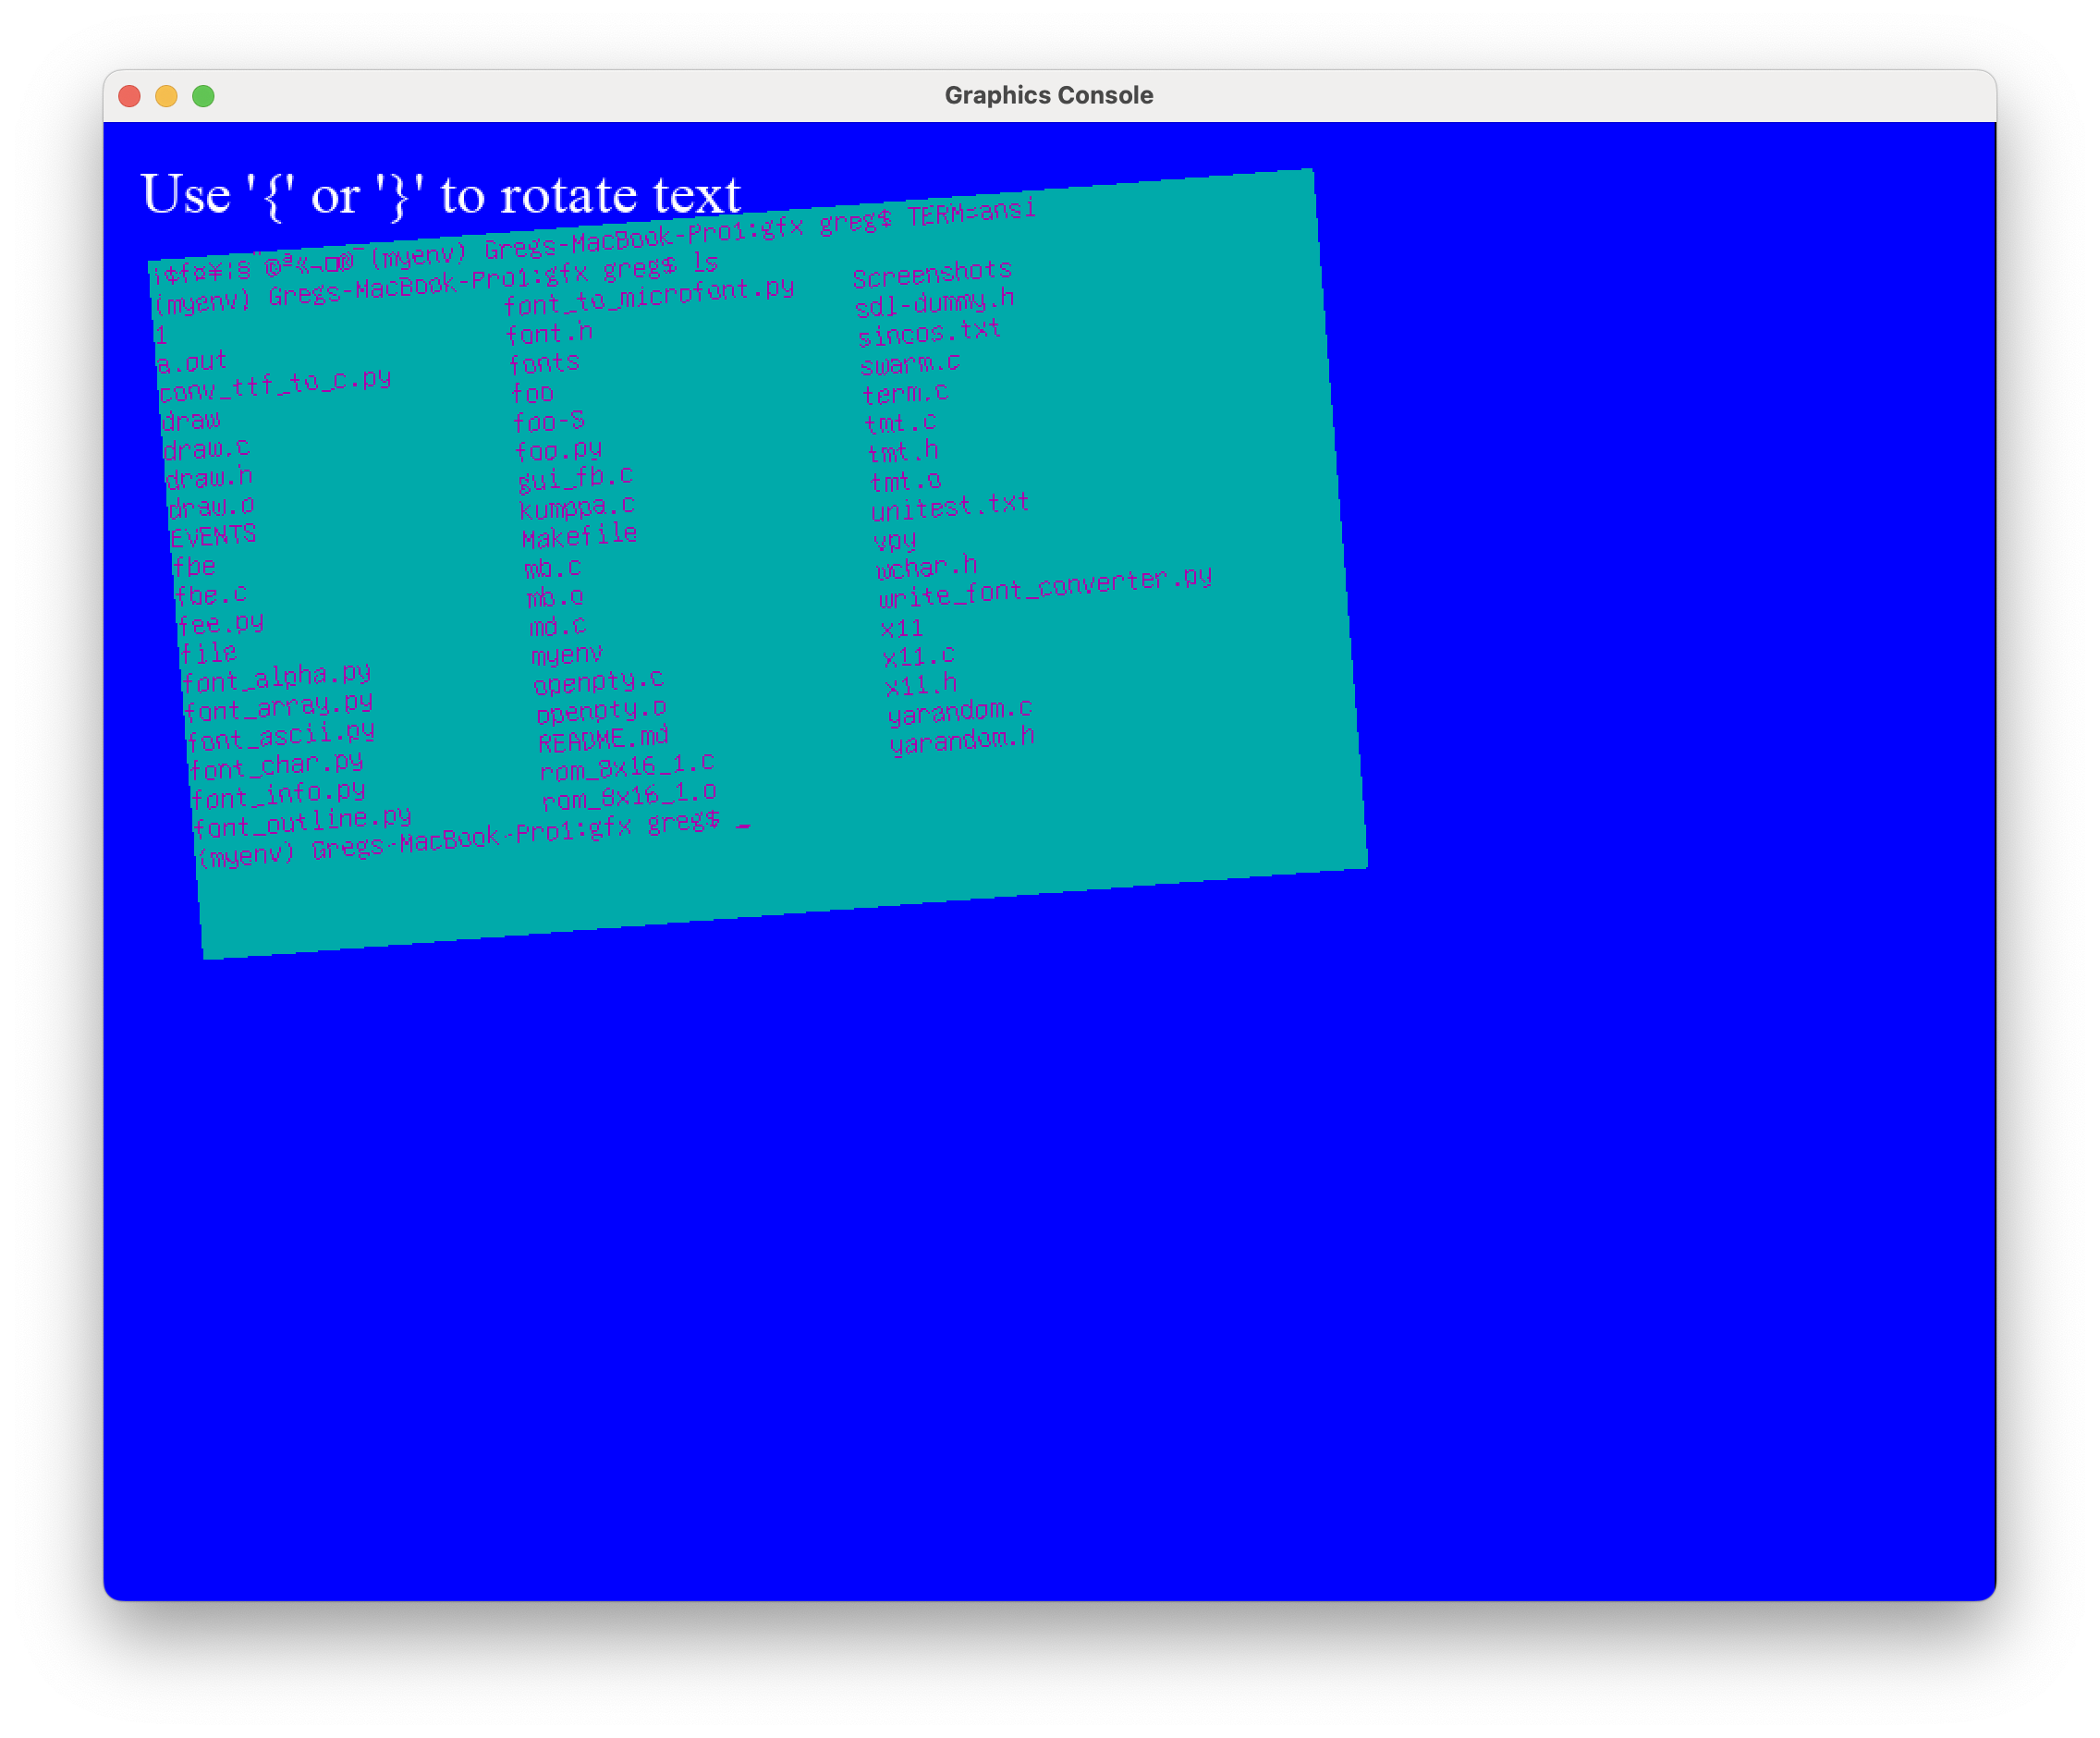 Graphics Console
Use '{' or '}' to rotate text
(myenv) Gregs-MacBook-Pro1:gfx greg$ TERM=ansi
(myenv) Gregs-MacBook-Pro1:gfx greg$ ls
1 font_to_microfont.py Screenshots
a.out font.h sdl-dummy.h
conv_ttf_to_c.py fonts sincos.txt
draw foo swarm.c
draw.c foo-S term.c
draw.h foo.py tmt.c
draw.o gui_fb.c tmt.h
EVENTS kumppa.c tmt.o
fbe Makefile unitest.txt
fbe.c mb.c vpy
fee.py mb.o wchar.h
file md.c write_font_converter.py
font_alpha.py myenv x11
font_array.py openpty.c x11.c
font_ascii.py openpty.o x11.h
font_char.py README.md yarandom.c
font_info.py rom_8x16_1.c yarandom.h
font_outline.py rom_8x16_1.o
(myenv) Gregs-MacBook-Pro1:gfx greg$ _